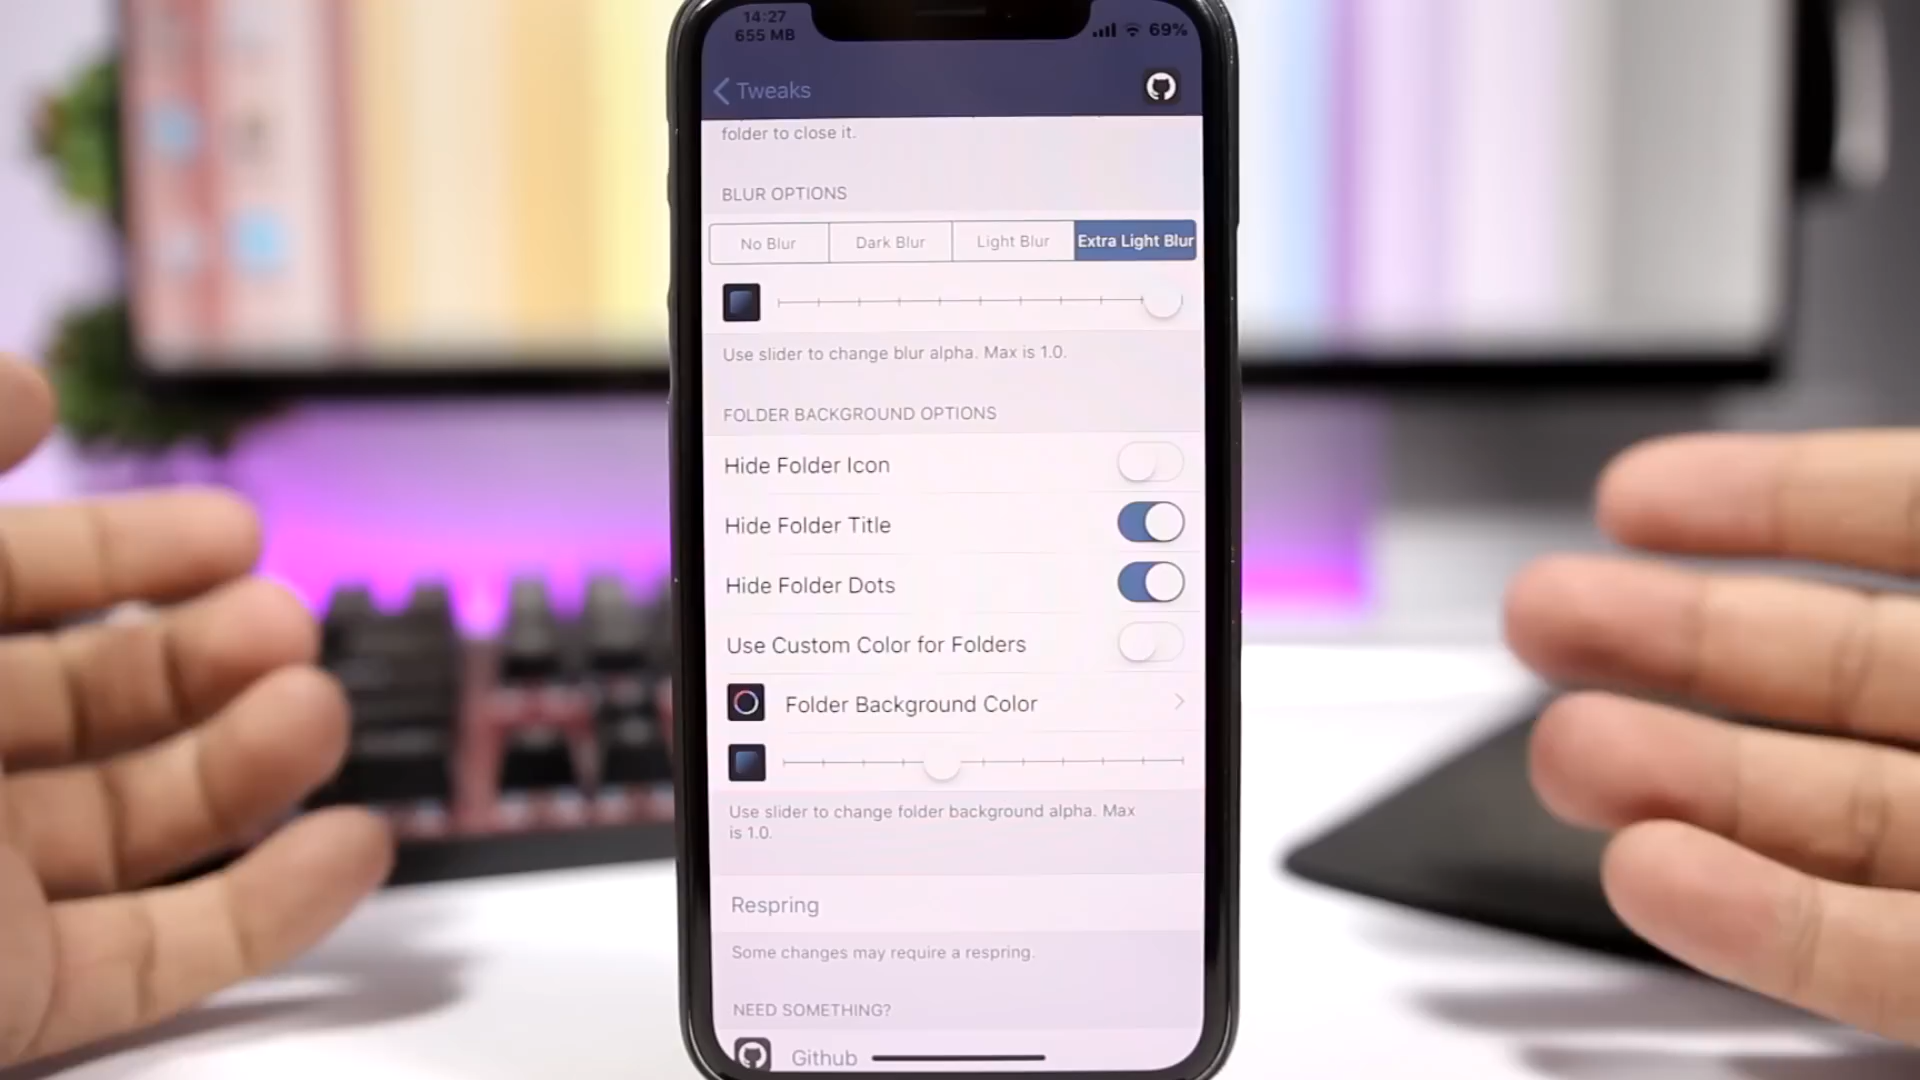 14:27
655 MB
69%
Tweaks
folder to close it.
BLUR OPTIONS
No Blur
Dark Blur
Light Blur
Extra Light Blur
Use slider to change blur alpha. Max is 1.0.
FOLDER BACKGROUND OPTIONS
Hide Folder Icon
Hide Folder Title
Hide Folder Dots
Use Custom Color for Folders
Folder Background Color
Use slider to change folder background alpha. Max
is 1.0.
Respring
Some changes may require a respring.
NEED SOMETHING?
Github